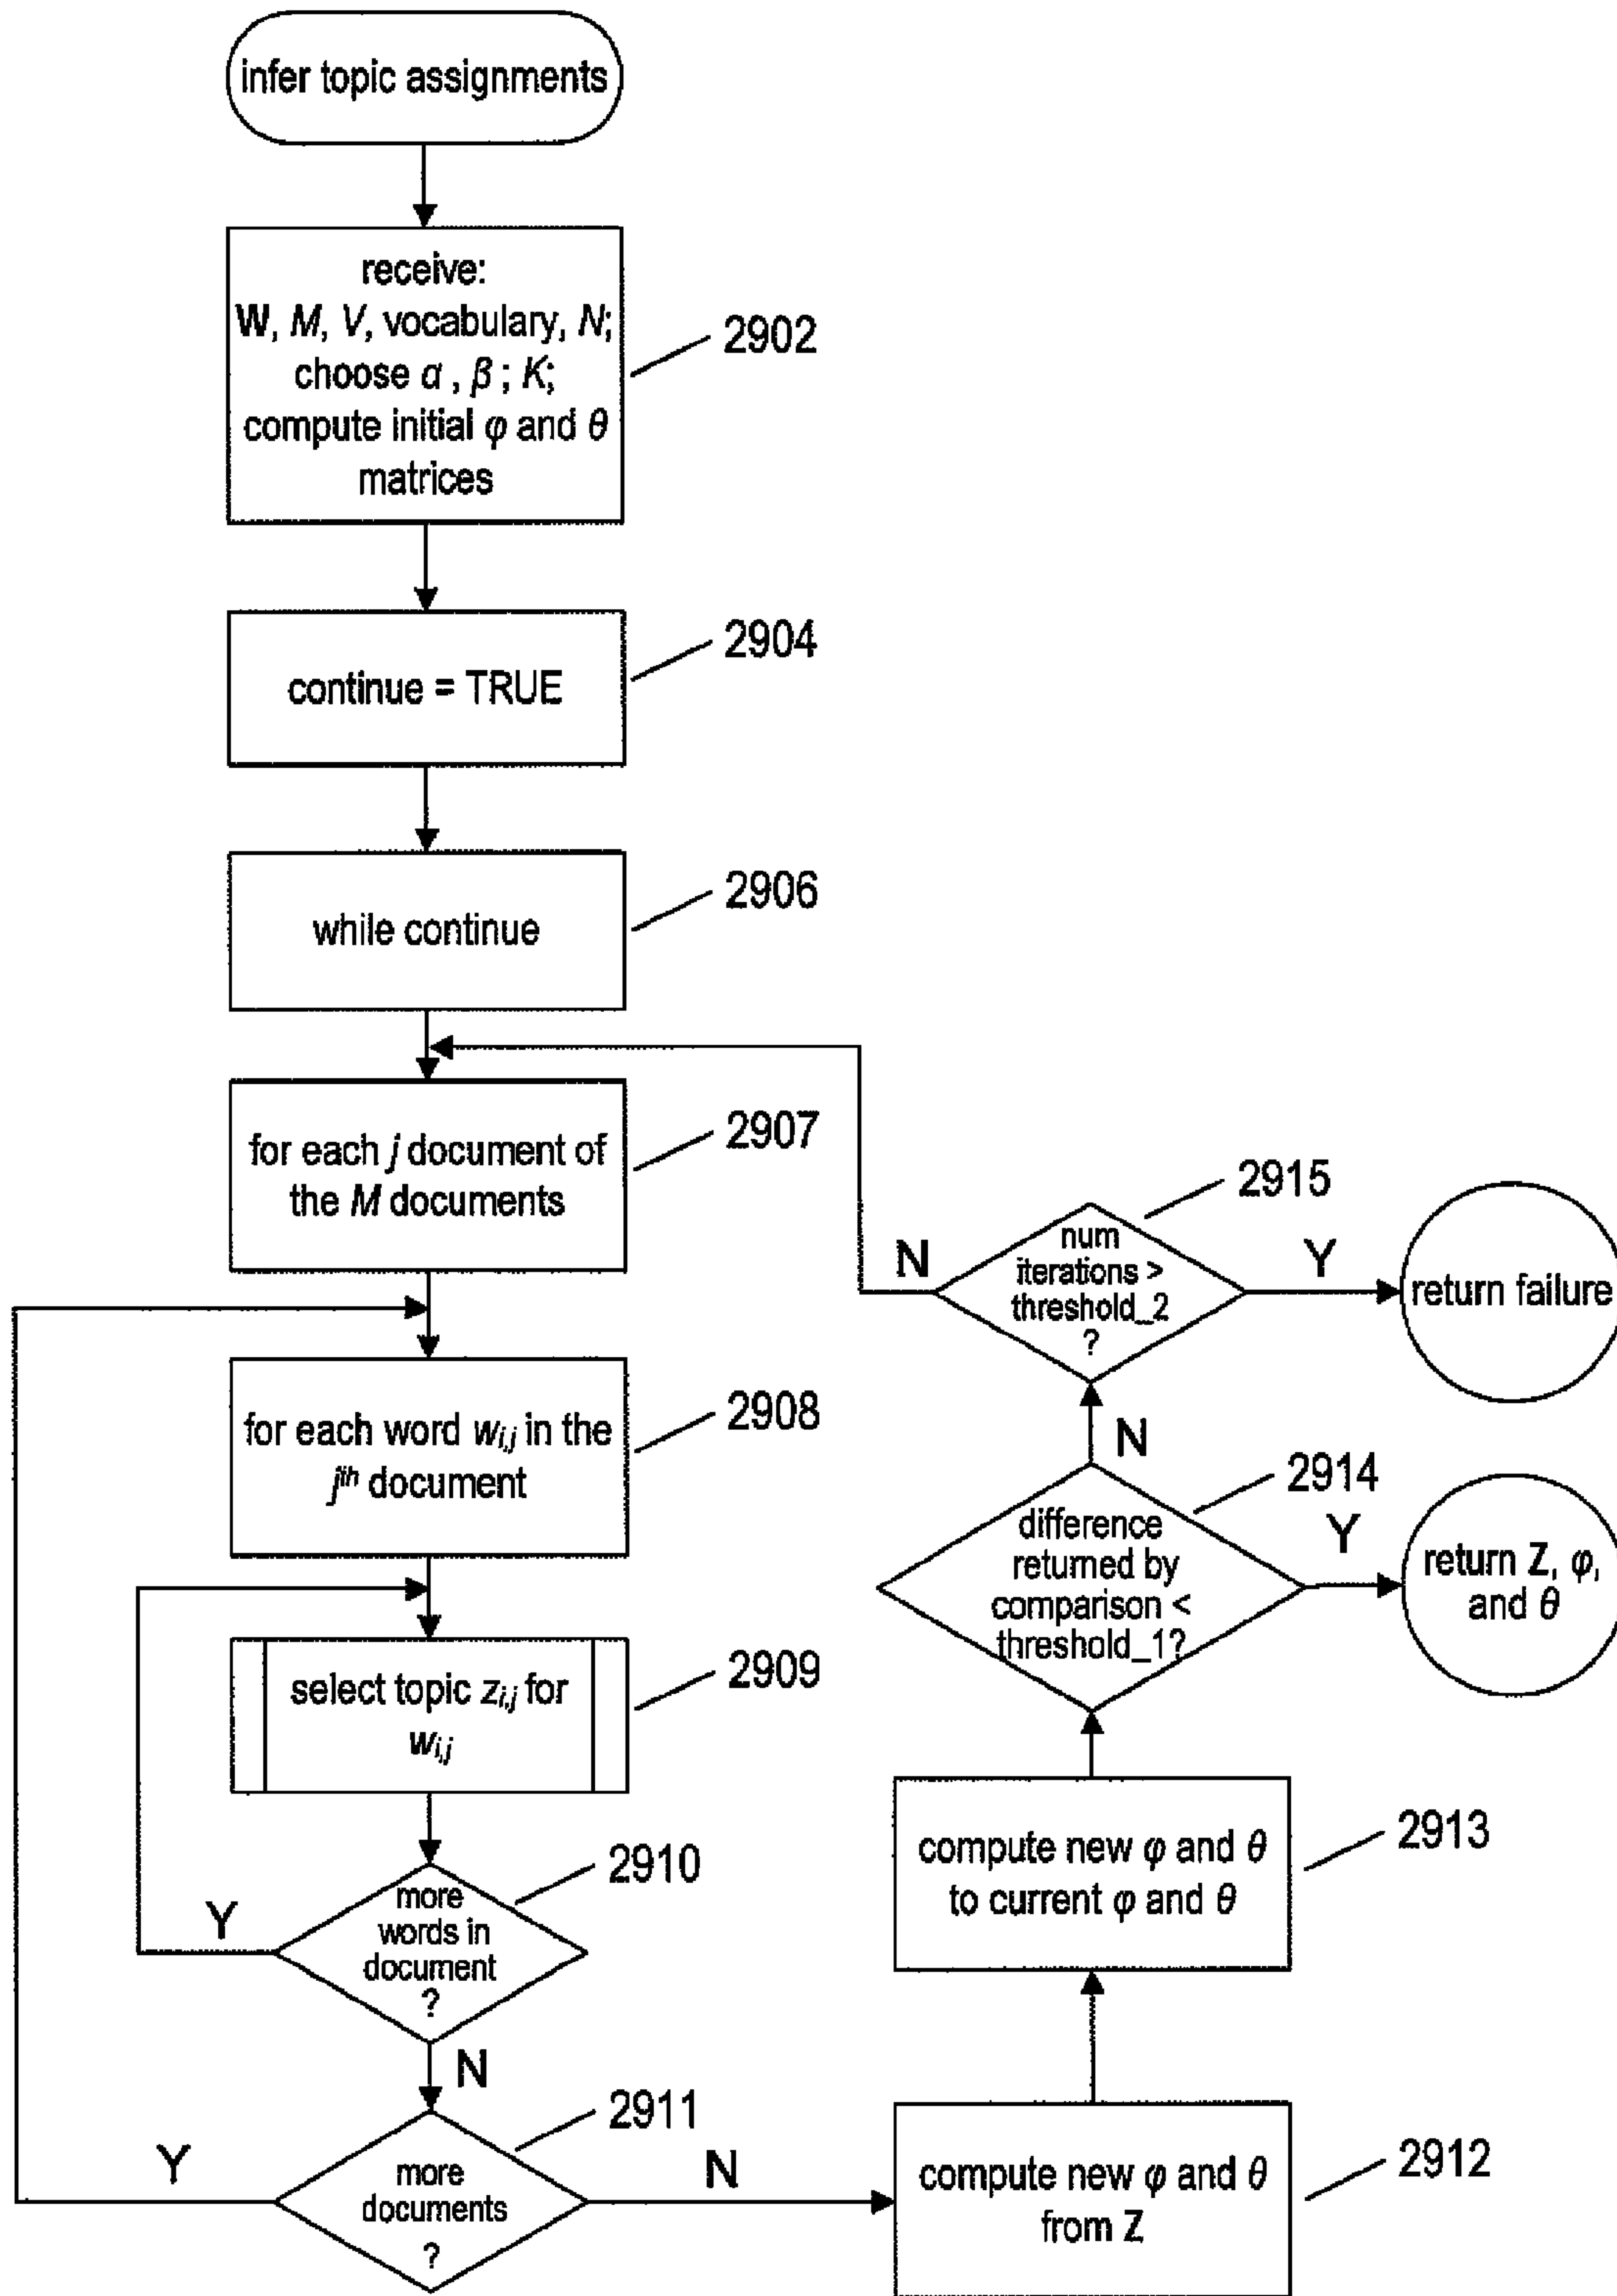 infer topic assignments
receive:
W, M, V, vocabulary, N;
choose α , β ; K;
compute initial φ and θ
matrices
2902
continue = TRUE
2904
while continue
2906
for each j document of
the M documents
2907
for each word wi,j in the
jth document
2908
select topic zi,j for
wi,j
2909
more
words in
document
?
2910
Y
N
more
documents
?
2911
Y
N
compute new φ and θ
from Z
2912
compute new φ and θ
to current φ and θ
2913
difference
returned by
comparison <
threshold_1?
2914
Y
N
return Z, φ,
and θ
num
iterations >
threshold_2
?
2915
N
Y
return failure